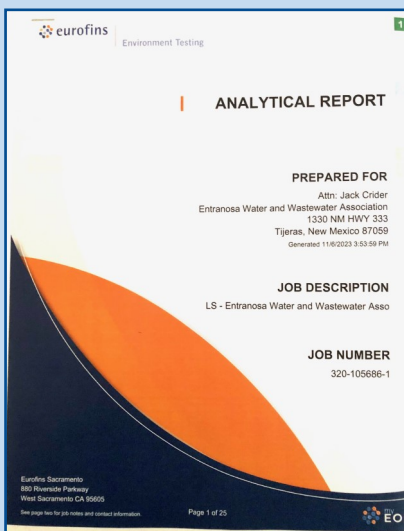 eurofins
Environment Testing
1
ANALYTICAL REPORT
PREPARED FOR
Attn: Jack Crider
Entranosa Water and Wastewater Association
1330 NM HWY 333
Tijeras, New Mexico 87059
Generated 11/6/2023 3:53:59 PM
JOB DESCRIPTION
LS - Entranosa Water and Wastewater Asso
JOB NUMBER
320-105686-1
Eurofins Sacramento
880 Riverside Parkway
West Sacramento CA 95605
See page two for job notes and contact information.
Page 1 of 25
my
EO